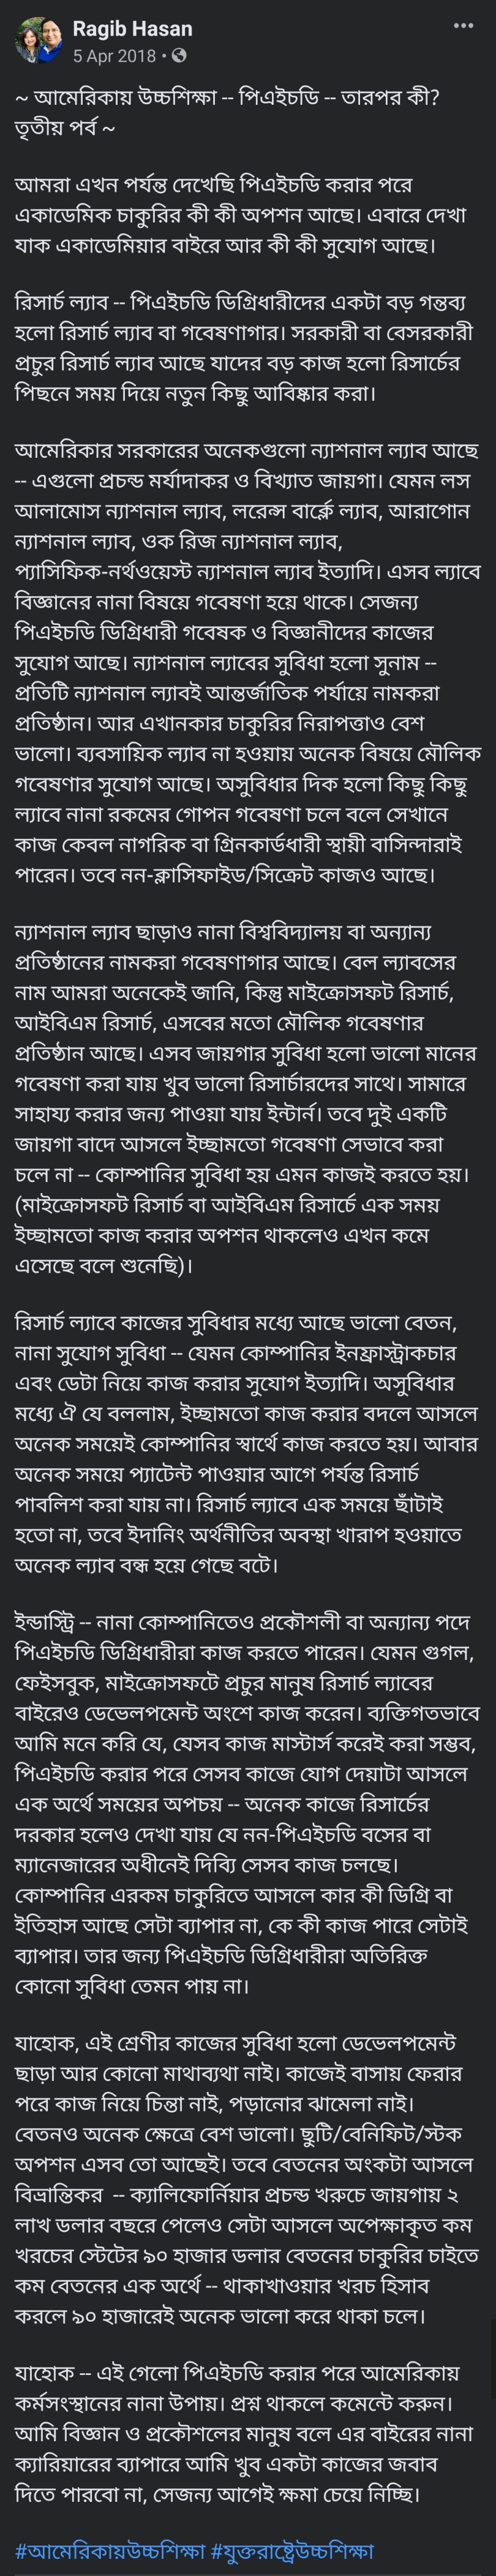 Ragib Hasan
5 Apr 2018 •
~ আমেরিকায় উচ্চশিক্ষা -- পিএইচডি -- তারপর কী?
তৃতীয় পর্ব ~
আমরা এখন পর্যন্ত দেখেছি পিএইচডি করার পরে
একাডেমিক চাকুরির কী কী অপশন আছে। এবারে দেখা
যাক একাডেমিয়ার বাইরে আর কী কী সুযোগ আছে।
রিসার্চ ল্যাব -- পিএইচডি ডিগ্রিধারীদের একটা বড় গন্তব্য
হলো রিসার্চ ল্যাব বা গবেষণাগার। সরকারী বা বেসরকারী
প্রচুর রিসার্চ ল্যাব আছে যাদের বড় কাজ হলো রিসার্চের
পিছনে সময় দিয়ে নতুন কিছু আবিষ্কার করা।
আমেরিকার সরকারের অনেকগুলো ন্যাশনাল ল্যাব আছে
-- এগুলো প্রচন্ড মর্যাদাকর ও বিখ্যাত জায়গা। যেমন লস
আলামোস ন্যাশনাল ল্যাব, লরেন্স বার্ক্লে ল্যাব, আরাগোন
ন্যাশনাল ল্যাব, ওক রিজ ন্যাশনাল ল্যাব,
প্যাসিফিক-নর্থওয়েস্ট ন্যাশনাল ল্যাব ইত্যাদি। এসব ল্যাবে
বিজ্ঞানের নানা বিষয়ে গবেষণা হয়ে থাকে। সেজন্য
পিএইচডি ডিগ্রিধারী গবেষক ও বিজ্ঞানীদের কাজের
সুযোগ আছে। ন্যাশনাল ল্যাবের সুবিধা হলো সুনাম --
প্রতিটি ন্যাশনাল ল্যাবই আন্তর্জাতিক পর্যায়ে নামকরা
প্রতিষ্ঠান। আর এখানকার চাকুরির নিরাপত্তাও বেশ
ভালো। ব্যবসায়িক ল্যাব না হওয়ায় অনেক বিষয়ে মৌলিক
গবেষণার সুযোগ আছে। অসুবিধার দিক হলো কিছু কিছু
ল্যাবে নানা রকমের গোপন গবেষণা চলে বলে সেখানে
কাজ কেবল নাগরিক বা গ্রিনকার্ডধারী স্থায়ী বাসিন্দারাই
পারেন। তবে নন-ক্লাসিফাইড/সিক্রেট কাজও আছে।
ন্যাশনাল ল্যাব ছাড়াও নানা বিশ্ববিদ্যালয় বা অন্যান্য
প্রতিষ্ঠানের নামকরা গবেষণাগার আছে। বেল ল্যাবসের
নাম আমরা অনেকেই জানি, কিন্তু মাইক্রোসফট রিসার্চ,
আইবিএম রিসার্চ, এসবের মতো মৌলিক গবেষণার
প্রতিষ্ঠান আছে। এসব জায়গার সুবিধা হলো ভালো মানের
গবেষণা করা যায় খুব ভালো রিসার্চারদের সাথে। সামারে
সাহায্য করার জন্য পাওয়া যায় ইন্টার্ন। তবে দুই একটি
জায়গা বাদে আসলে ইচ্ছামতো গবেষণা সেভাবে করা
চলে না -- কোম্পানির সুবিধা হয় এমন কাজই করতে হয়।
(মাইক্রোসফট রিসার্চ বা আইবিএম রিসার্চে এক সময়
ইচ্ছামতো কাজ করার অপশন থাকলেও এখন কমে
এসেছে বলে শুনেছি)।
রিসার্চ ল্যাবে কাজের সুবিধার মধ্যে আছে ভালো বেতন,
নানা সুযোগ সুবিধা -- যেমন কোম্পানির ইনফ্রাস্ট্রাকচার
এবং ডেটা নিয়ে কাজ করার সুযোগ ইত্যাদি। অসুবিধার
মধ্যে ঐ যে বললাম, ইচ্ছামতো কাজ করার বদলে আসলে
অনেক সময়েই কোম্পানির স্বার্থে কাজ করতে হয়। আবার
অনেক সময়ে প্যাটেন্ট পাওয়ার আগে পর্যন্ত রিসার্চ
পাবলিশ করা যায় না। রিসার্চ ল্যাবে এক সময়ে ছাঁটাই
হতো না, তবে ইদানিং অর্থনীতির অবস্থা খারাপ হওয়াতে
অনেক ল্যাব বন্ধ হয়ে গেছে বটে।
ইন্ডাস্ট্রি -- নানা কোম্পানিতেও প্রকৌশলী বা অন্যান্য পদে
পিএইচডি ডিগ্রিধারীরা কাজ করতে পারেন। যেমন গুগল,
ফেইসবুক, মাইক্রোসফটে প্রচুর মানুষ রিসার্চ ল্যাবের
বাইরেও ডেভেলপমেন্ট অংশে কাজ করেন। ব্যক্তিগতভাবে
আমি মনে করি যে, যেসব কাজ মাস্টার্স করেই করা সম্ভব,
পিএইচডি করার পরে সেসব কাজে যোগ দেয়াটা আসলে
এক অর্থে সময়ের অপচয় -- অনেক কাজে রিসার্চের
দরকার হলেও দেখা যায় যে নন-পিএইচডি বসের বা
ম্যানেজারের অধীনেই দিব্যি সেসব কাজ চলছে।
কোম্পানির এরকম চাকুরিতে আসলে কার কী ডিগ্রি বা
ইতিহাস আছে সেটা ব্যাপার না, কে কী কাজ পারে সেটাই
ব্যাপার। তার জন্য পিএইচডি ডিগ্রিধারীরা অতিরিক্ত
কোনো সুবিধা তেমন পায় না।
যাহোক, এই শ্রেণীর কাজের সুবিধা হলো ডেভেলপমেন্ট
ছাড়া আর কোনো মাথাব্যথা নাই। কাজেই বাসায় ফেরার
পরে কাজ নিয়ে চিন্তা নাই, পড়ানোর ঝামেলা নাই।
বেতনও অনেক ক্ষেত্রে বেশ ভালো। ছুটি/বেনিফিট/স্টক
অপশন এসব তো আছেই। তবে বেতনের অংকটা আসলে
বিভ্রান্তিকর -- ক্যালিফোর্নিয়ার প্রচন্ড খরুচে জায়গায় ২
লাখ ডলার বছরে পেলেও সেটা আসলে অপেক্ষাকৃত কম
খরচের স্টেটের ৯০ হাজার ডলার বেতনের চাকুরির চাইতে
কম বেতনের এক অর্থে -- থাকাখাওয়ার খরচ হিসাব
করলে ৯০ হাজারেই অনেক ভালো করে থাকা চলে।
যাহোক -- এই গেলো পিএইচডি করার পরে আমেরিকায়
কর্মসংস্থানের নানা উপায়। প্রশ্ন থাকলে কমেন্টে করুন।
আমি বিজ্ঞান ও প্রকৌশলের মানুষ বলে এর বাইরের নানা
ক্যারিয়ারের ব্যাপারে আমি খুব একটা কাজের জবাব
দিতে পারবো না, সেজন্য আগেই ক্ষমা চেয়ে নিচ্ছি।
#আমেরিকায়উচ্চশিক্ষা #যুক্তরাষ্ট্রেউচ্চশিক্ষা